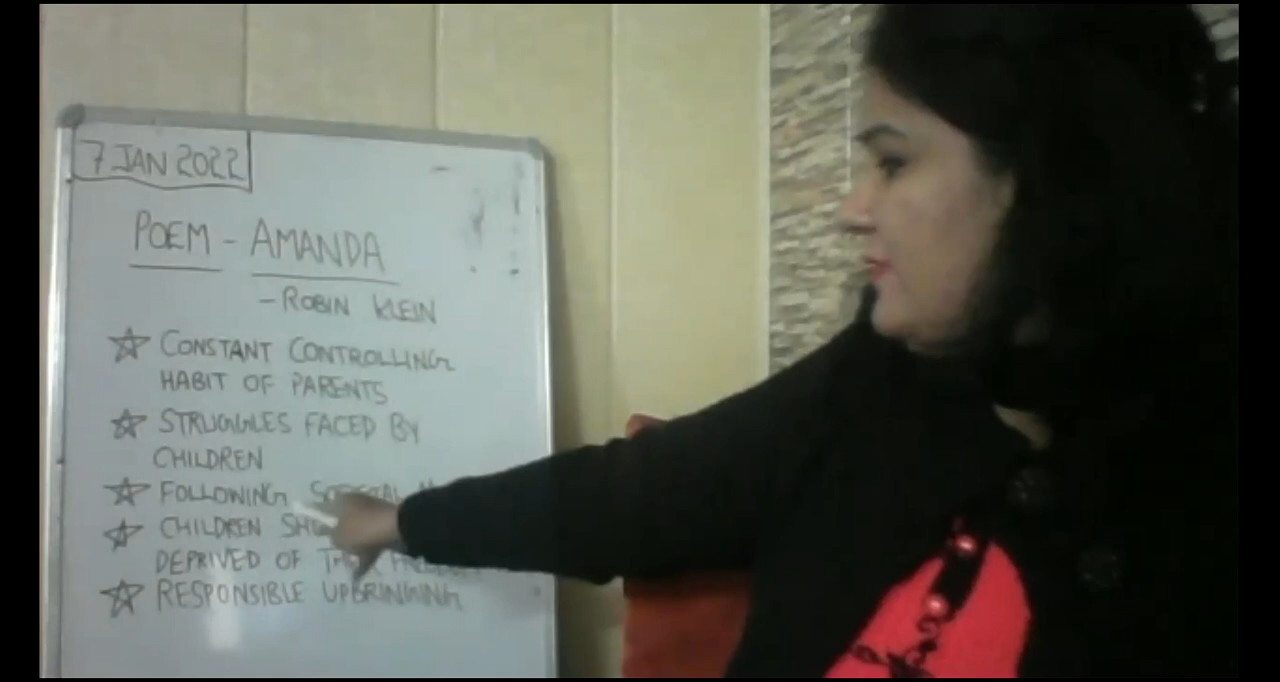 7 JAN 2022
POEM - AMANDA
- ROBIN KLEIN
☆ CONSTANT CONTROLLING
HABIT OF PARENTS
☆ STRUGGLES FACED BY
CHILDREN
☆ FOLLOWING
☆ CHILDREN
DEPRIVED OF
☆ RESPONSIBLE UPBRINGING